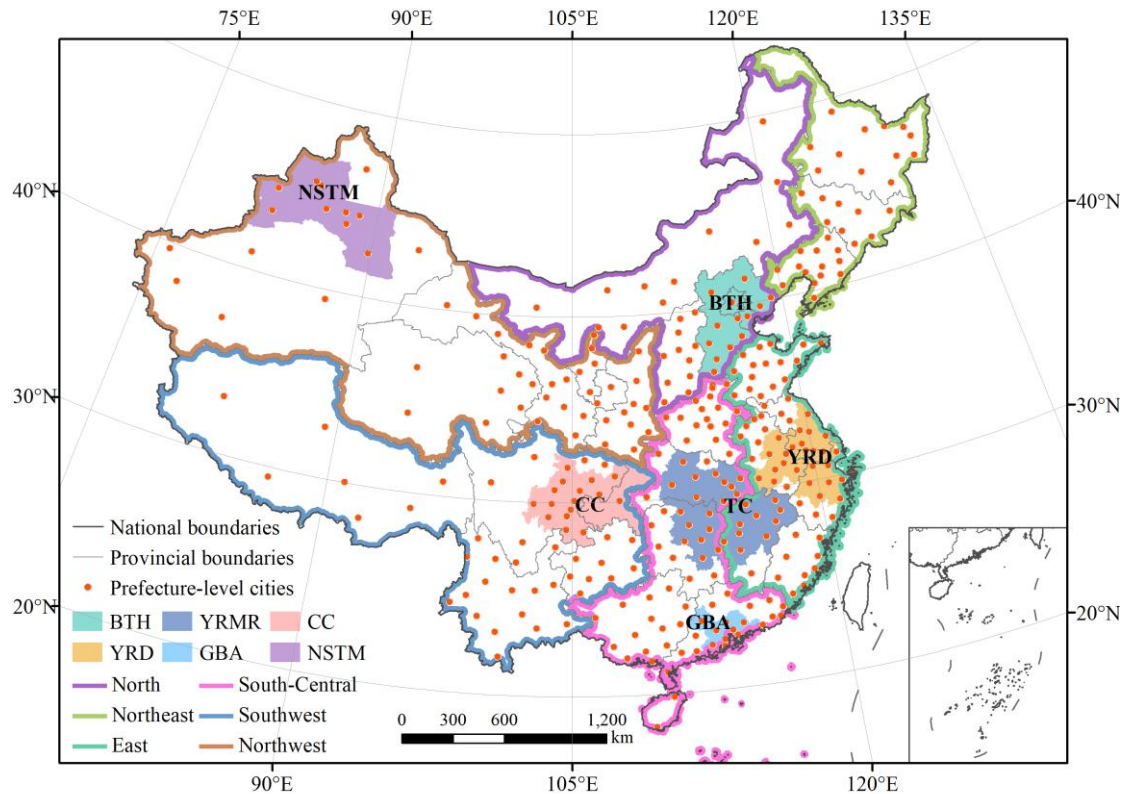 75°E 90°E 105°E 120°E 135°E
40°N
40°N
30°N
30°N
20°N
20°N
NSTM
BTH
YRD
CC
TC
GBA
National boundaries
Provincial boundaries
Prefecture-level cities
BTH YRMR CC
YRD GBA NSTM
North South-Central
Northeast Southwest
East Northwest
0 300 600 1,200
km
90°E 105°E 120°E